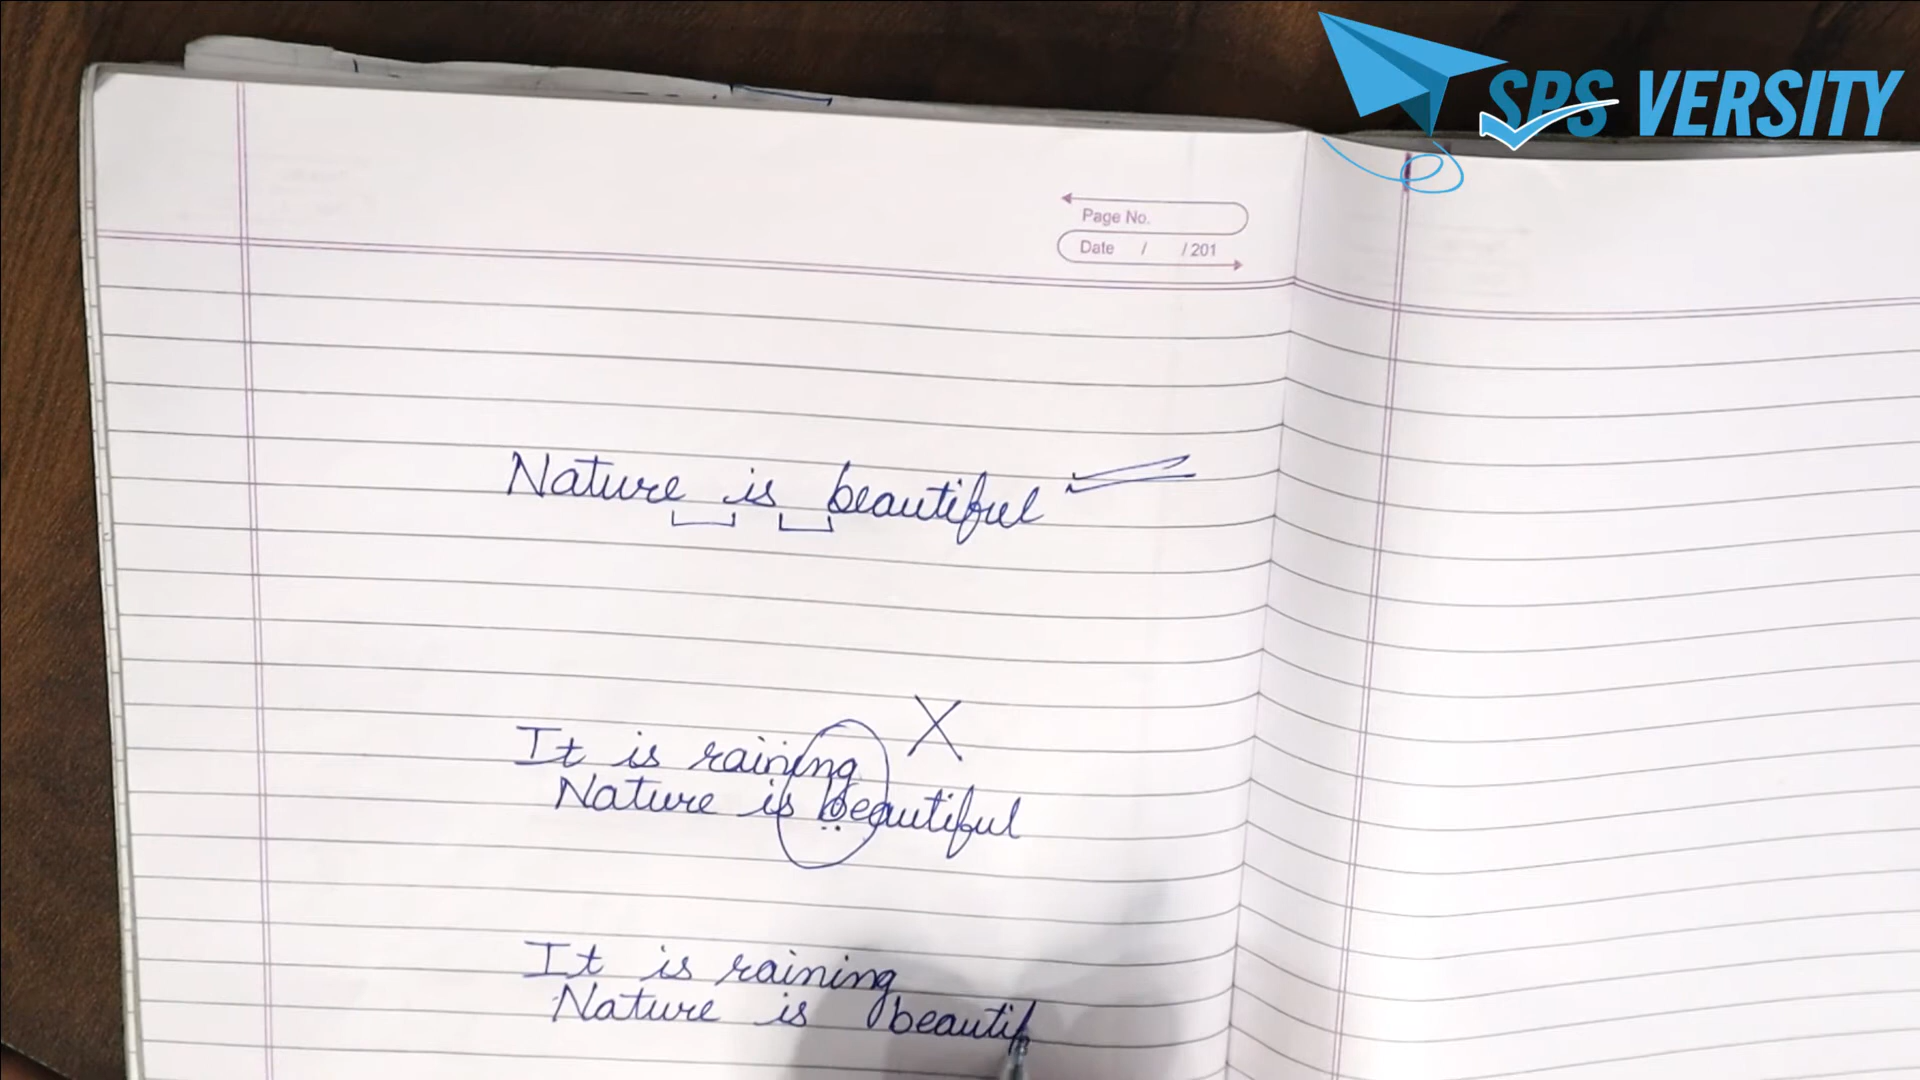 SPS VERSITY
Page No.
Date / / 201
Nature is beautiful
It is raining
Nature is beautiful
It is raining
Nature is beautif